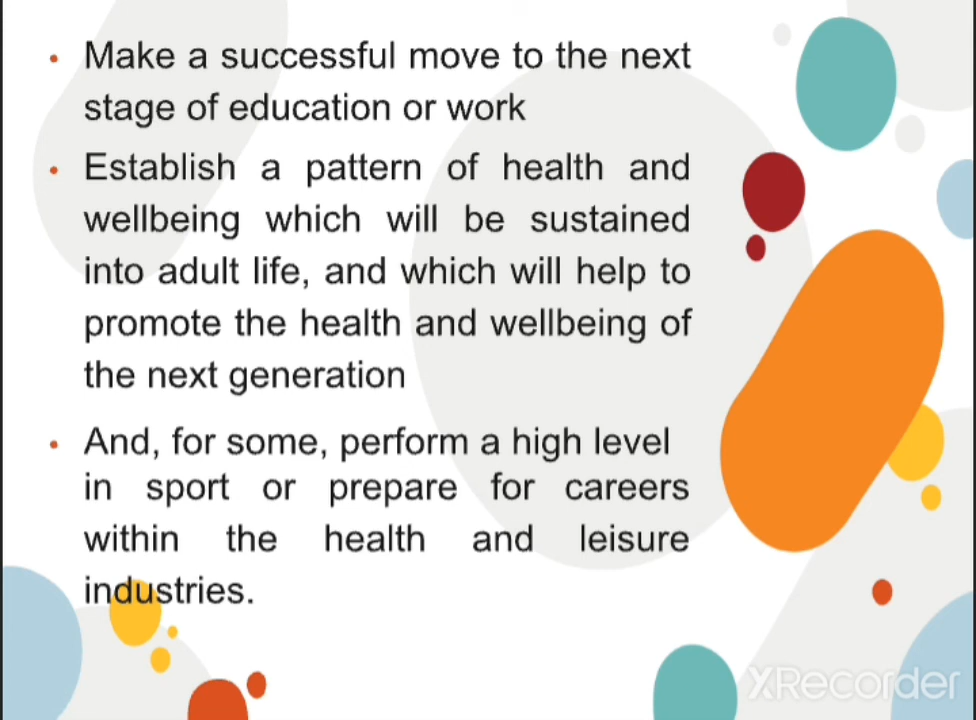 • Make a successful move to the next
stage of education or work
• Establish a pattern of health and
wellbeing which will be sustained
into adult life, and which will help to
promote the health and wellbeing of
the next generation
• And, for some, perform a high level
in sport or prepare for careers
within the health and leisure
industries.
XRecorder